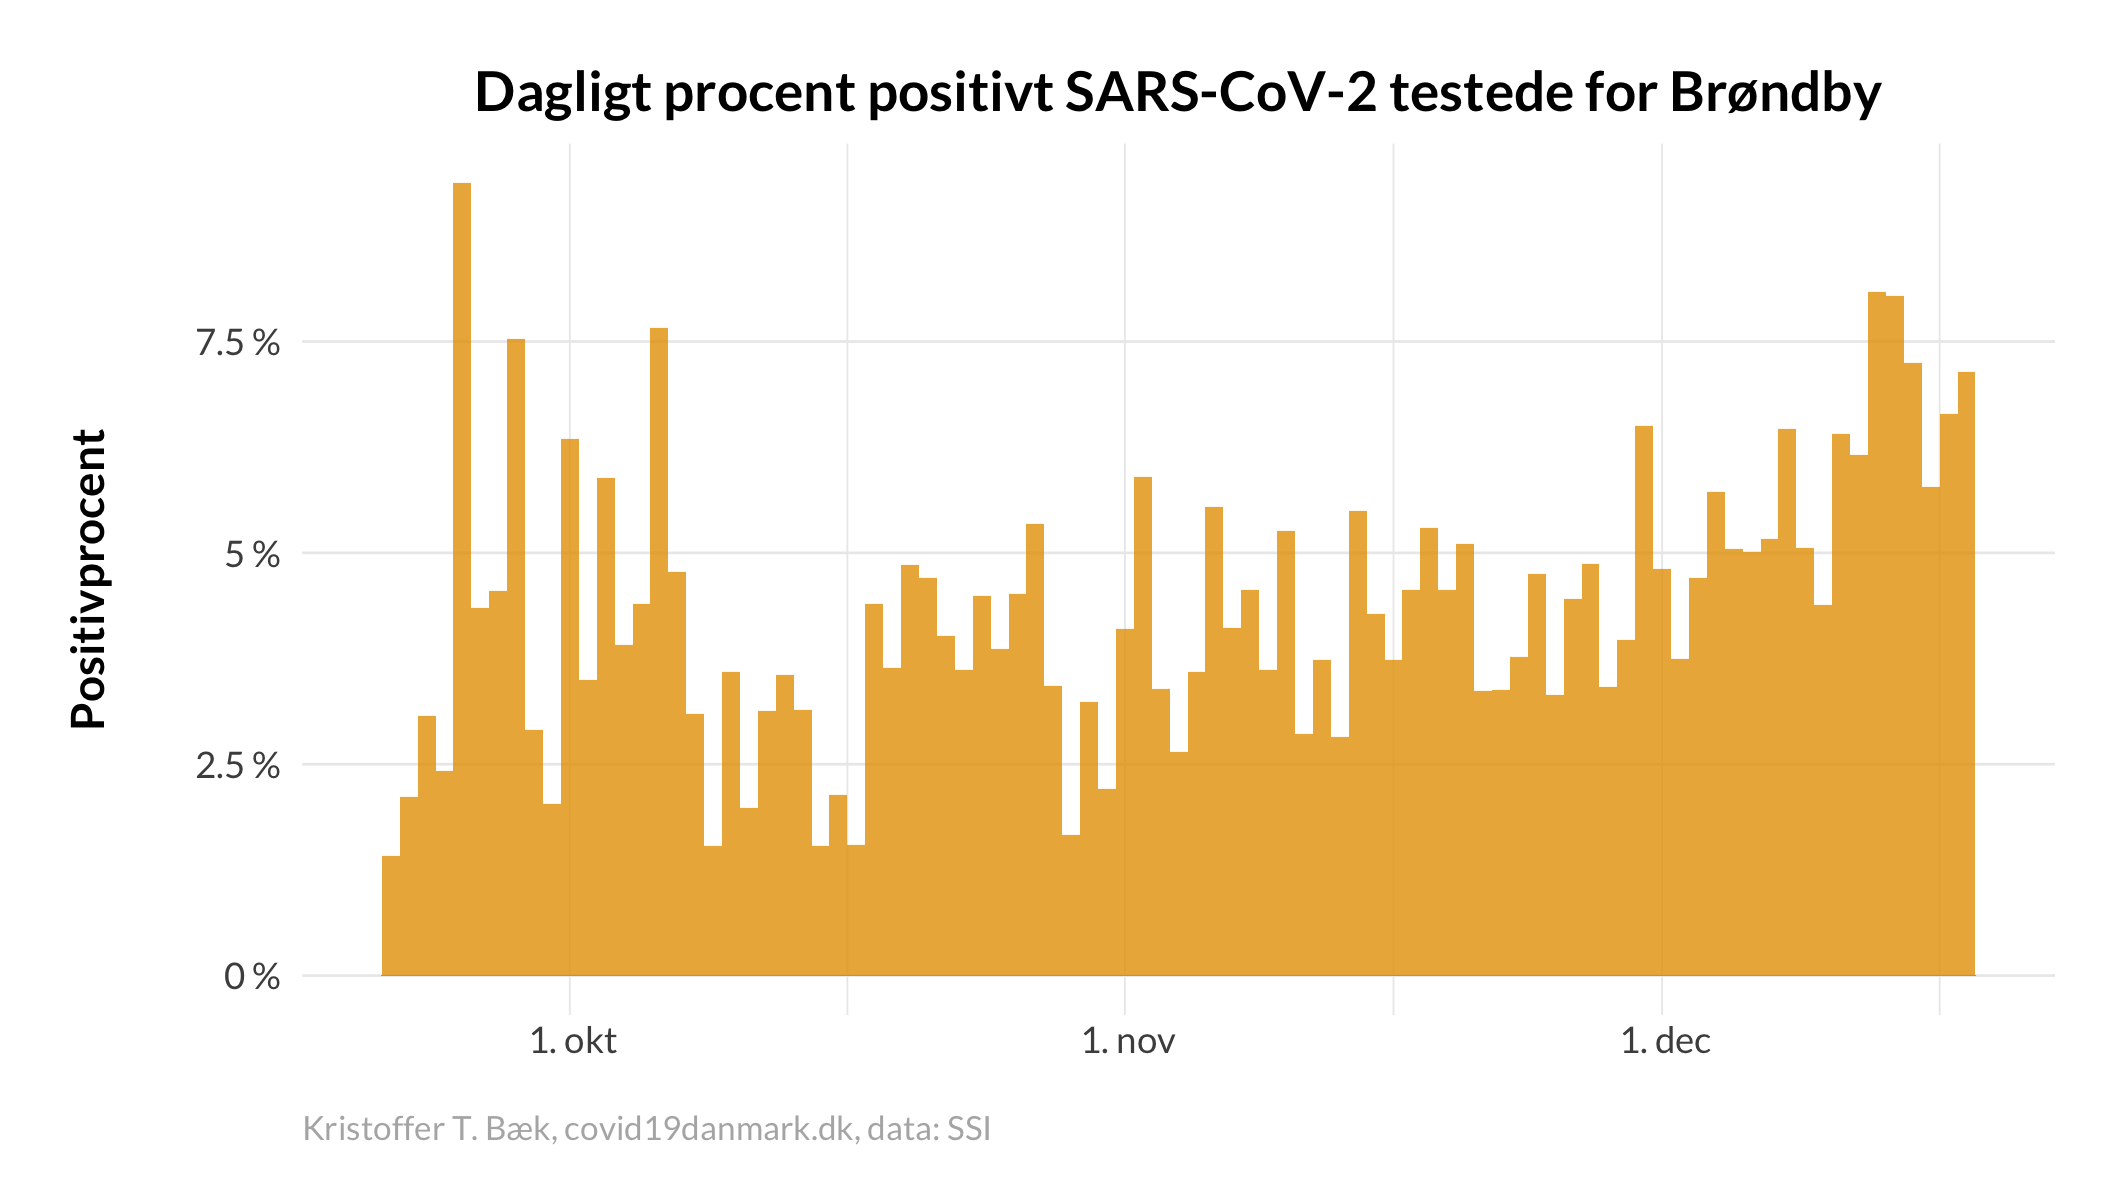 Dagligt procent positivt SARS-CoV-2 testede for Brøndby
Positivprocent
7.5 %
5 %
2.5 %
0 %
1. okt
1. nov
1. dec
Kristoffer T. Bæk, covid19danmark.dk, data: SSI